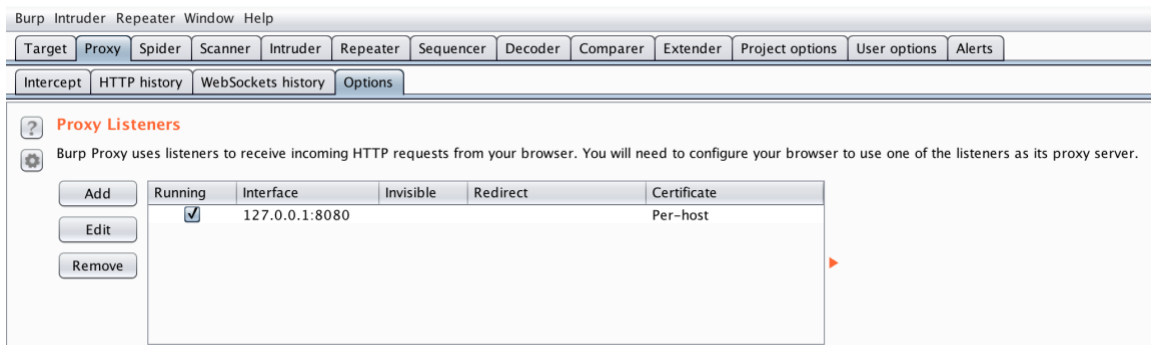 Burp Intruder Repeater Window Help
Target Proxy Spider Scanner Intruder Repeater Sequencer Decoder Comparer Extender Project options User options Alerts
Intercept HTTP history WebSockets history Options
? Proxy Listeners
Burp Proxy uses listeners to receive incoming HTTP requests from your browser. You will need to configure your browser to use one of the listeners as its proxy server.
Add Running Interface Invisible Redirect Certificate
127.0.0.1:8080 Per-host
Edit
Remove